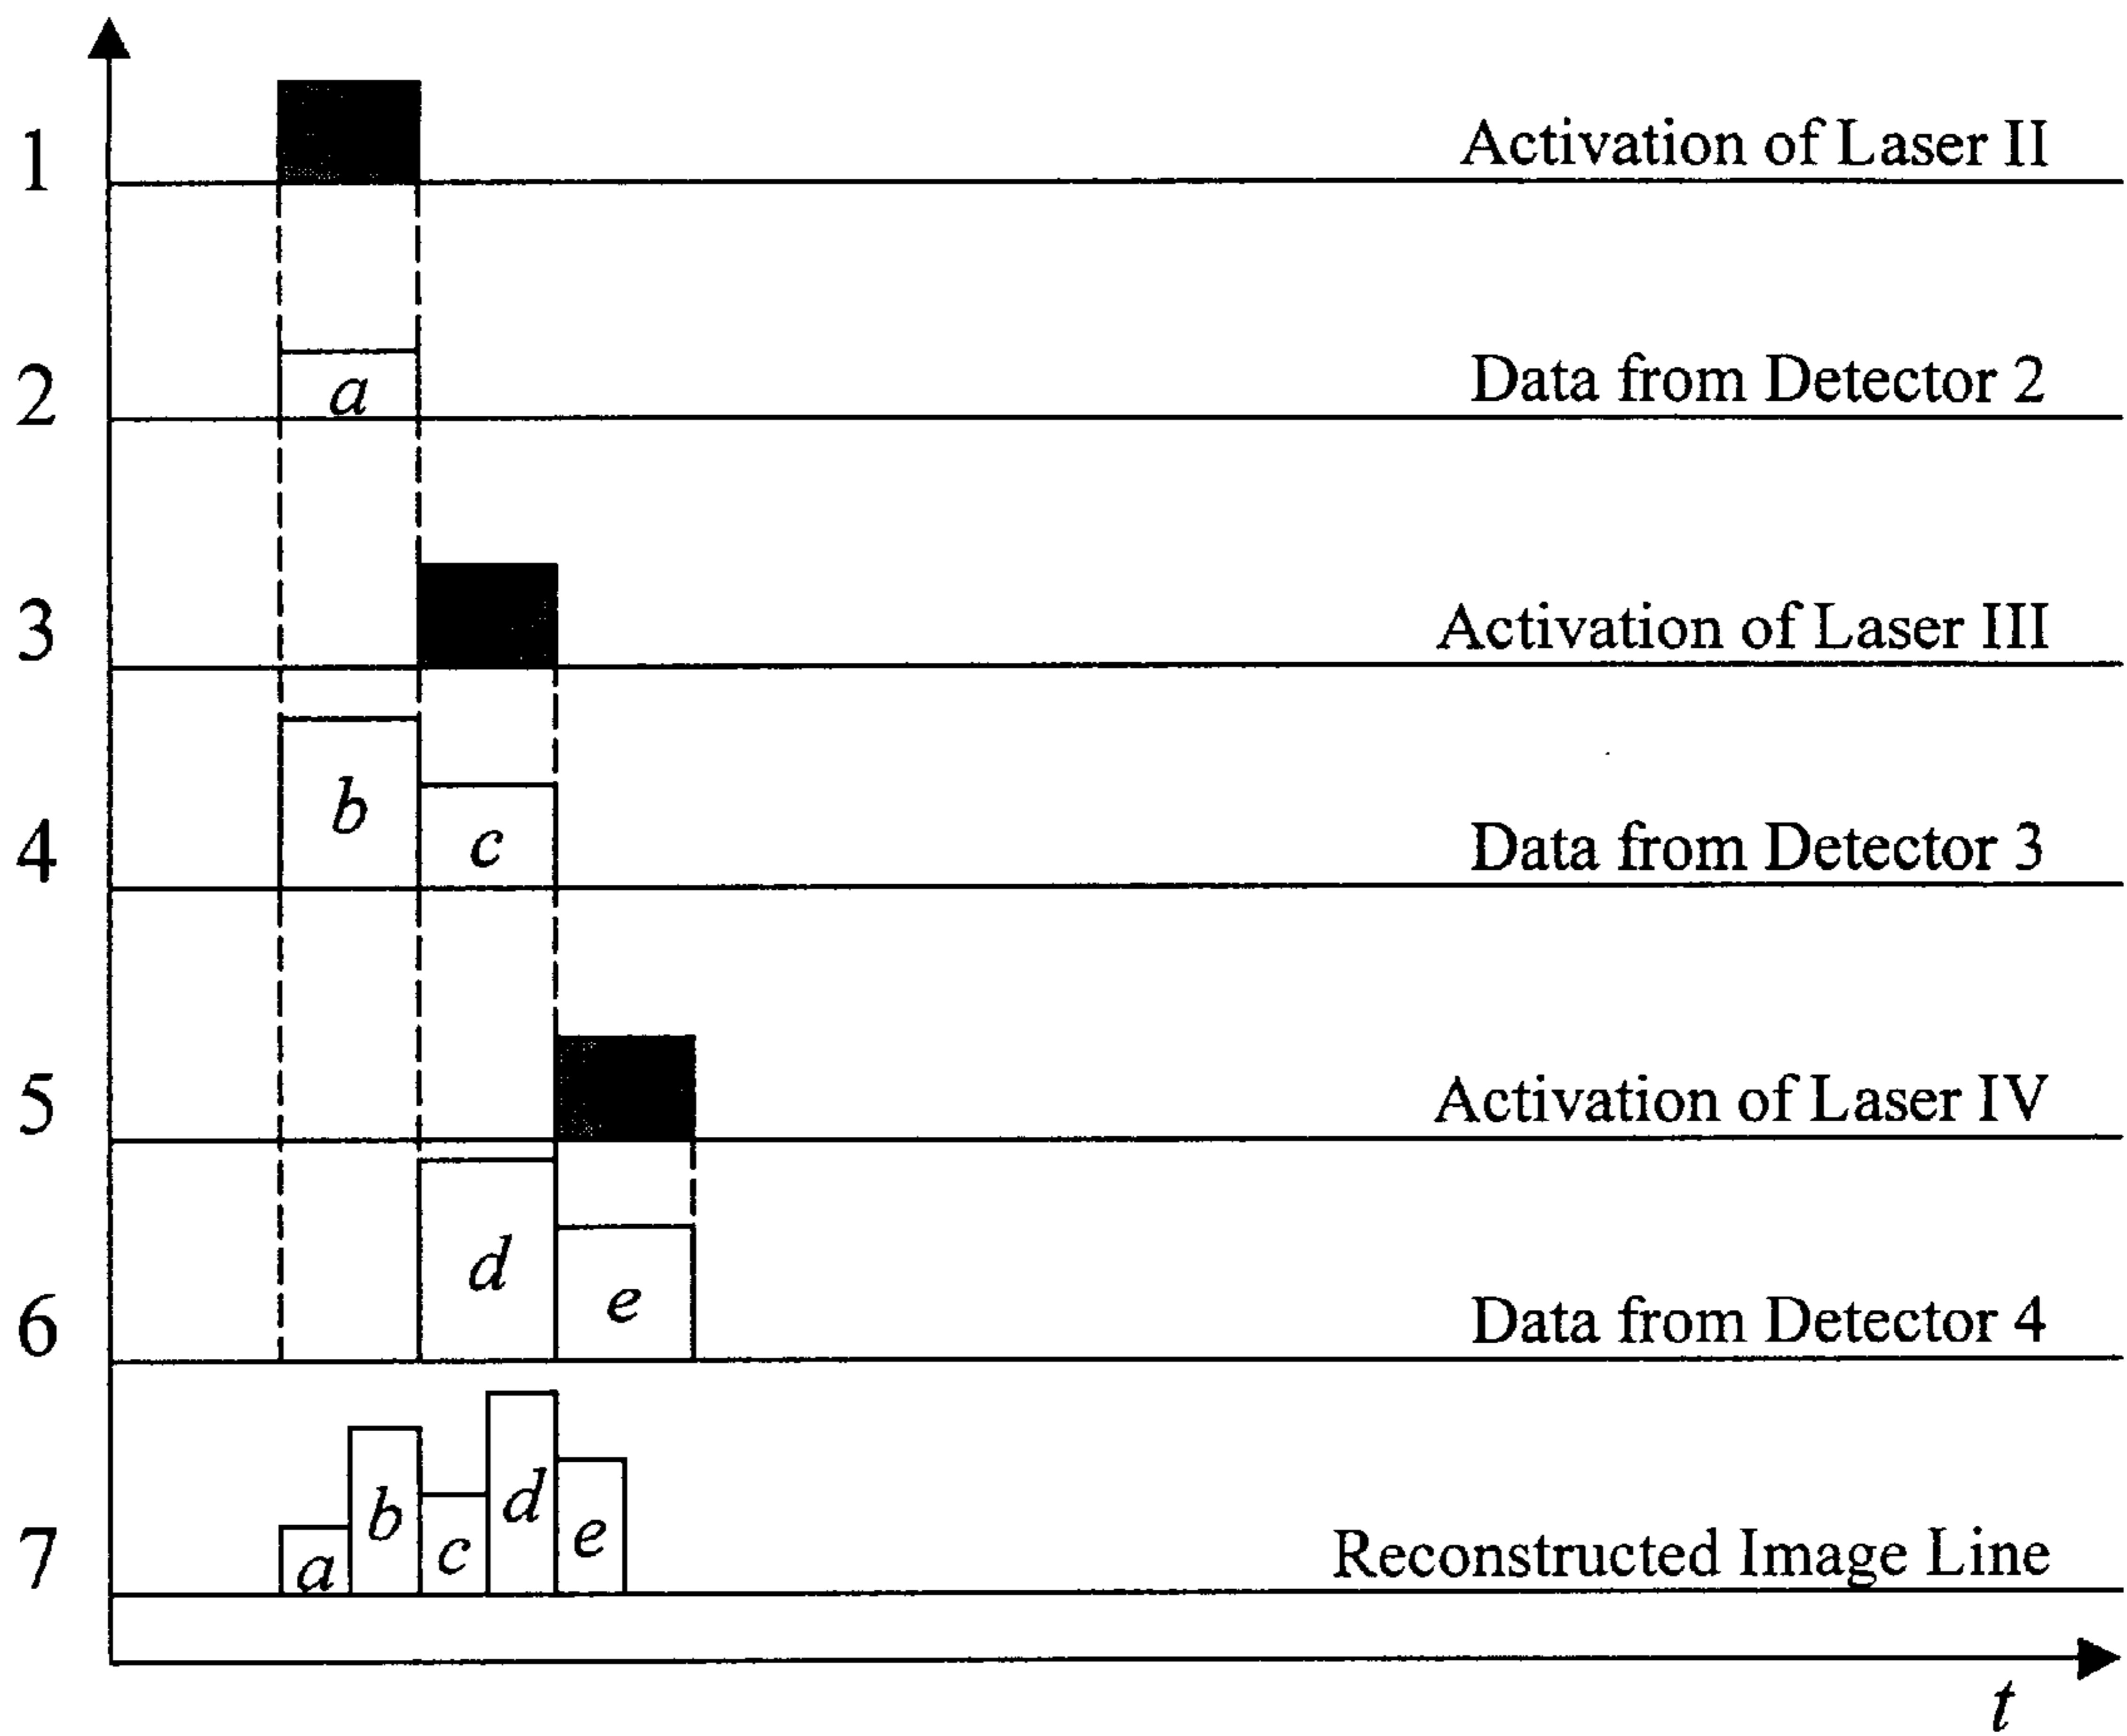 1 Activation of Laser II
a
2 Data from Detector 2
3 Activation of Laser III
b
c
4 Data from Detector 3
5 Activation of Laser IV
d
e
6 Data from Detector 4
a b c d e
7 Reconstructed Image Line
t